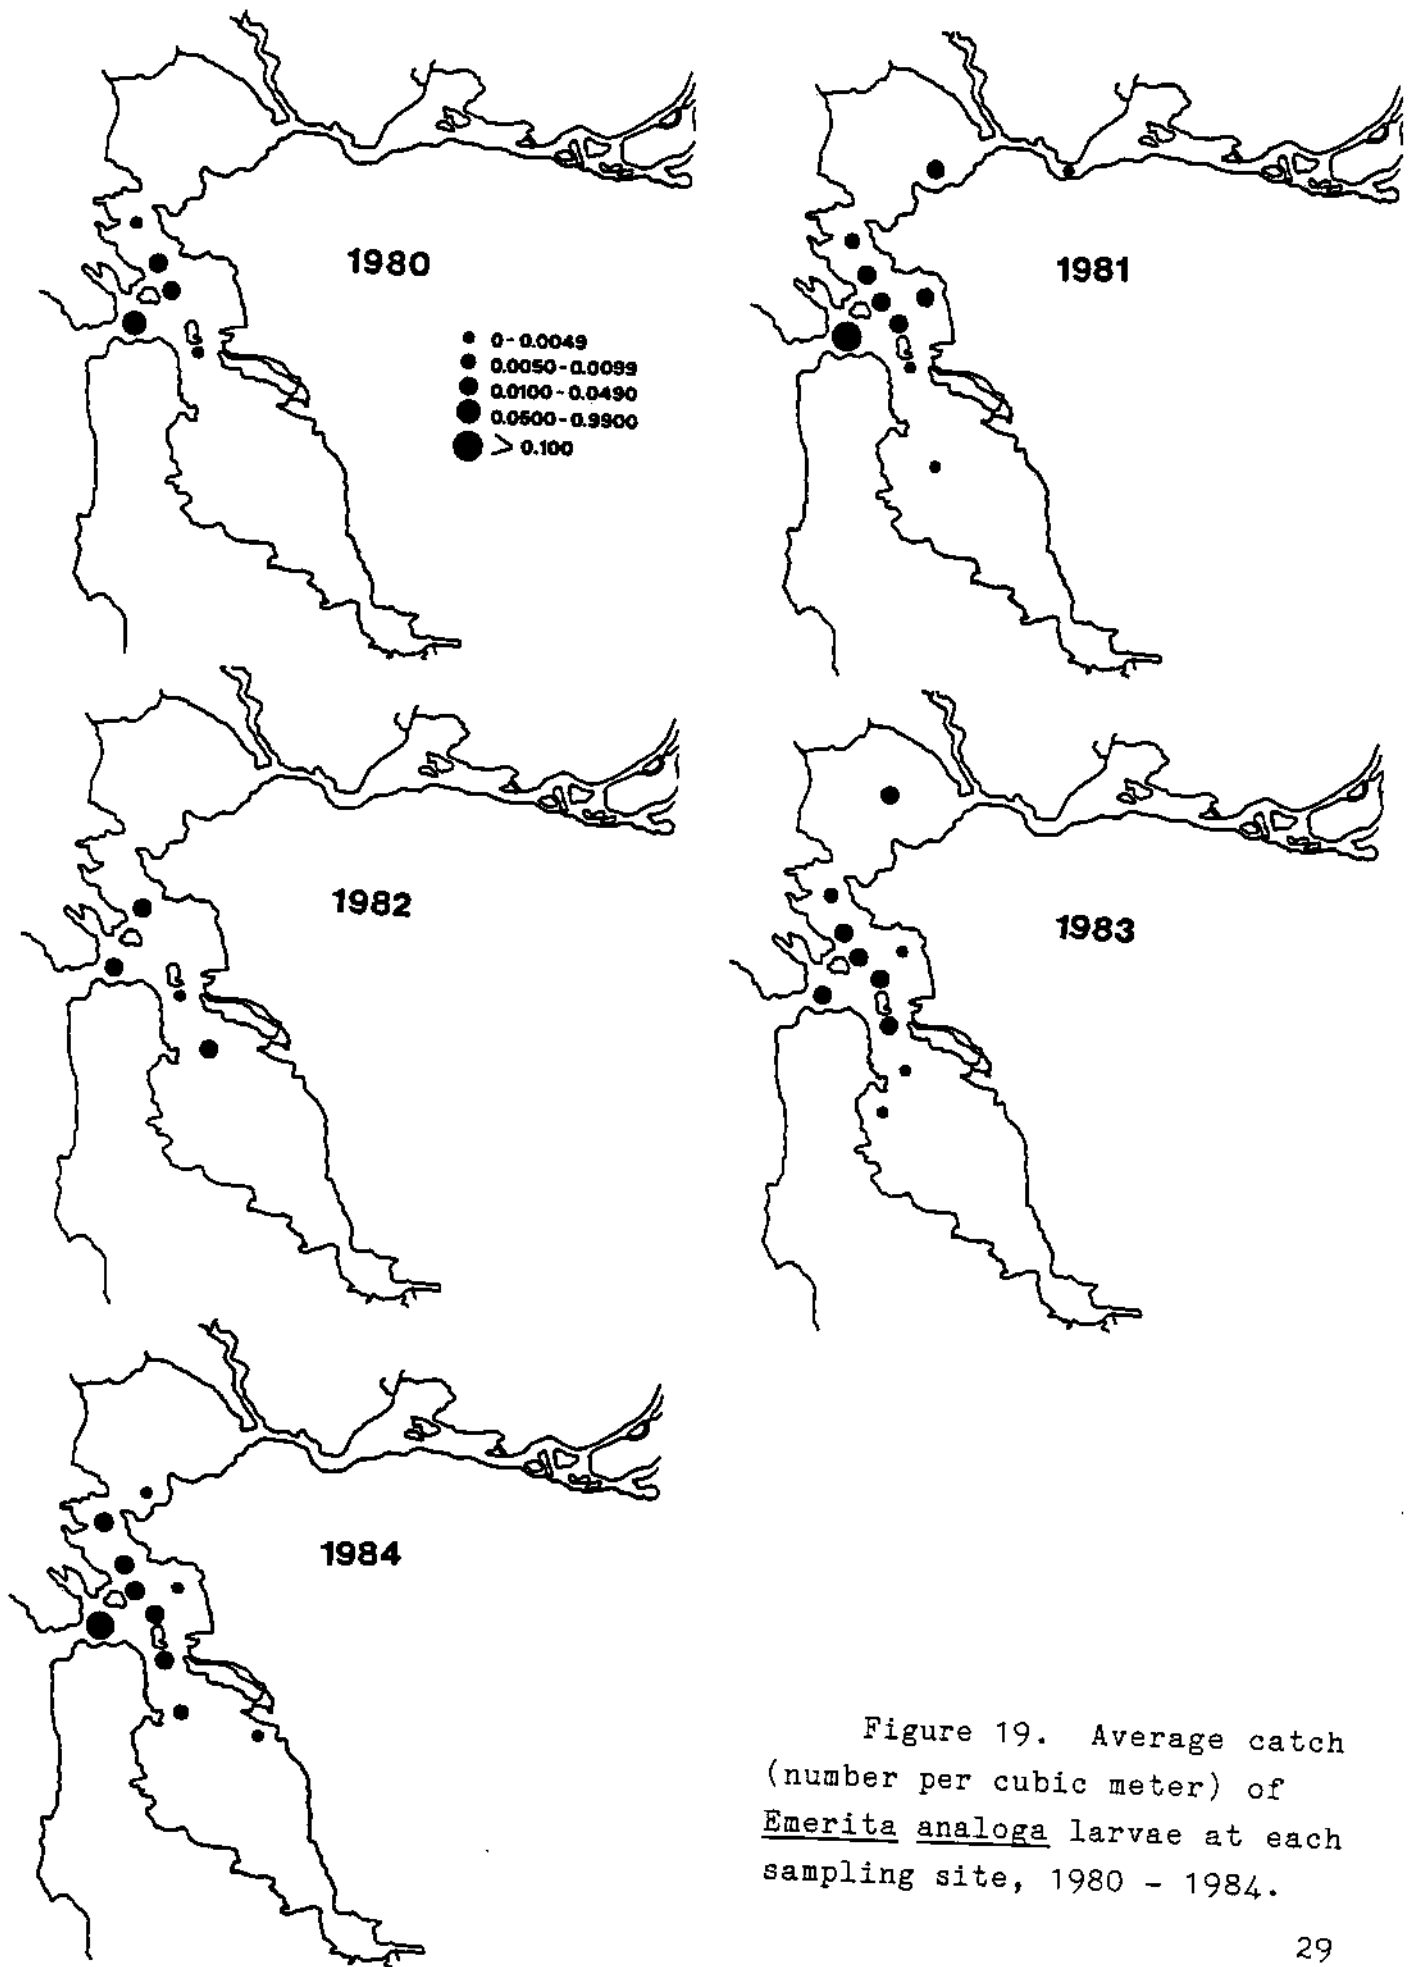 1980
0-0.0049
0.0050-0.0099
0.0100-0.0490
0.0500-0.9900
> 0.100
1981
1982
1983
1984
Figure 19. Average catch
(number per cubic meter) of
Emerita analoga larvae at each
sampling site, 1980 - 1984.
29